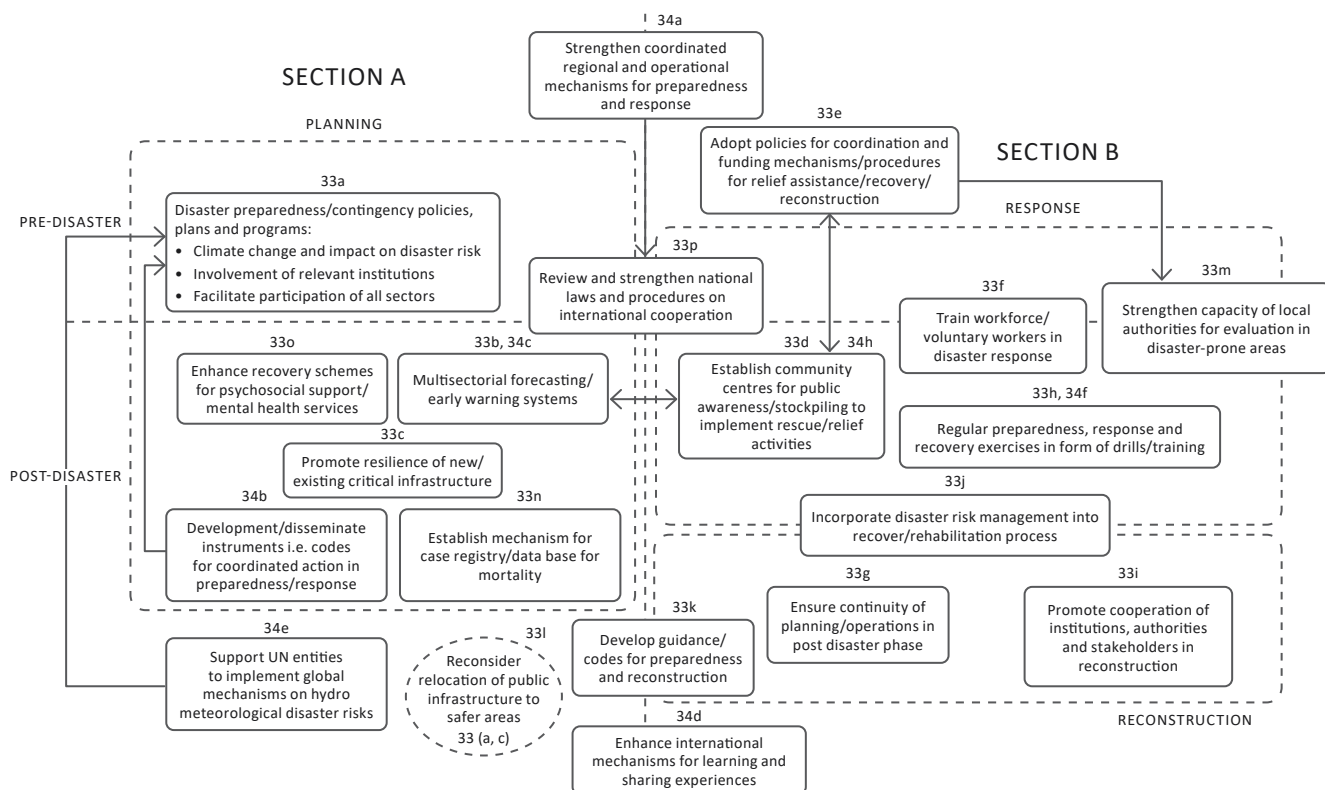 34a
Strengthen coordinated
regional and operational
mechanisms for preparedness
and response
SECTION A
PLANNING
33e
Adopt policies for coordination and
funding mechanisms/procedures
for relief assistance/recovery/
reconstruction
SECTION B
RESPONSE
PRE-DISASTER
33a
Disaster preparedness/contingency policies,
plans and programs:
• Climate change and impact on disaster risk
• Involvement of relevant institutions
• Facilitate participation of all sectors
33p
Review and strengthen national
laws and procedures on
international cooperation
33f
Train workforce/
voluntary workers in
disaster response
33m
Strengthen capacity of local
authorities for evaluation in
disaster-prone areas
33o
Enhance recovery schemes
for psychosocial support/
mental health services
33b, 34c
Multisectorial forecasting/
early warning systems
33d 34h
Establish community
centres for public
awareness/stockpiling to
implement rescue/relief
activities
33h, 34f
Regular preparedness, response and
recovery exercises in form of drills/training
33c
Promote resilience of new/
existing critical infrastructure
POST-DISASTER
34b
Development/disseminate
instruments i.e. codes
for coordinated action in
preparedness/response
33n
Establish mechanism for
case registry/data base for
mortality
33j
Incorporate disaster risk management into
recover/rehabilitation process
33g
Ensure continuity of
planning/operations in
post disaster phase
33i
Promote cooperation of
institutions, authorities
and stakeholders in
reconstruction
34e
Support UN entities
to implement global
mechanisms on hydro
meteorological disaster risks
33l
Reconsider
relocation of public
infrastructure to
safer areas
33 (a, c)
33k
Develop guidance/
codes for preparedness
and reconstruction
RECONSTRUCTION
34d
Enhance international
mechanisms for learning and
sharing experiences